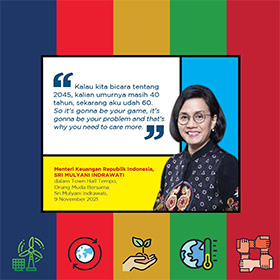 Kalau kita bicara tentang
2045, kalian umurnya masih 40
tahun, sekarang aku udah 60.
So it's gonna be your game, it's
gonna be your problem and that's
why you need to care more.
Menteri Keuangan Republik Indonesia,
SRI MULYANI INDRAWATI
dalam Town Hall Tempo,
Orang Muda Bersama
Sri Mulyani Indrawati,
9 November 2021